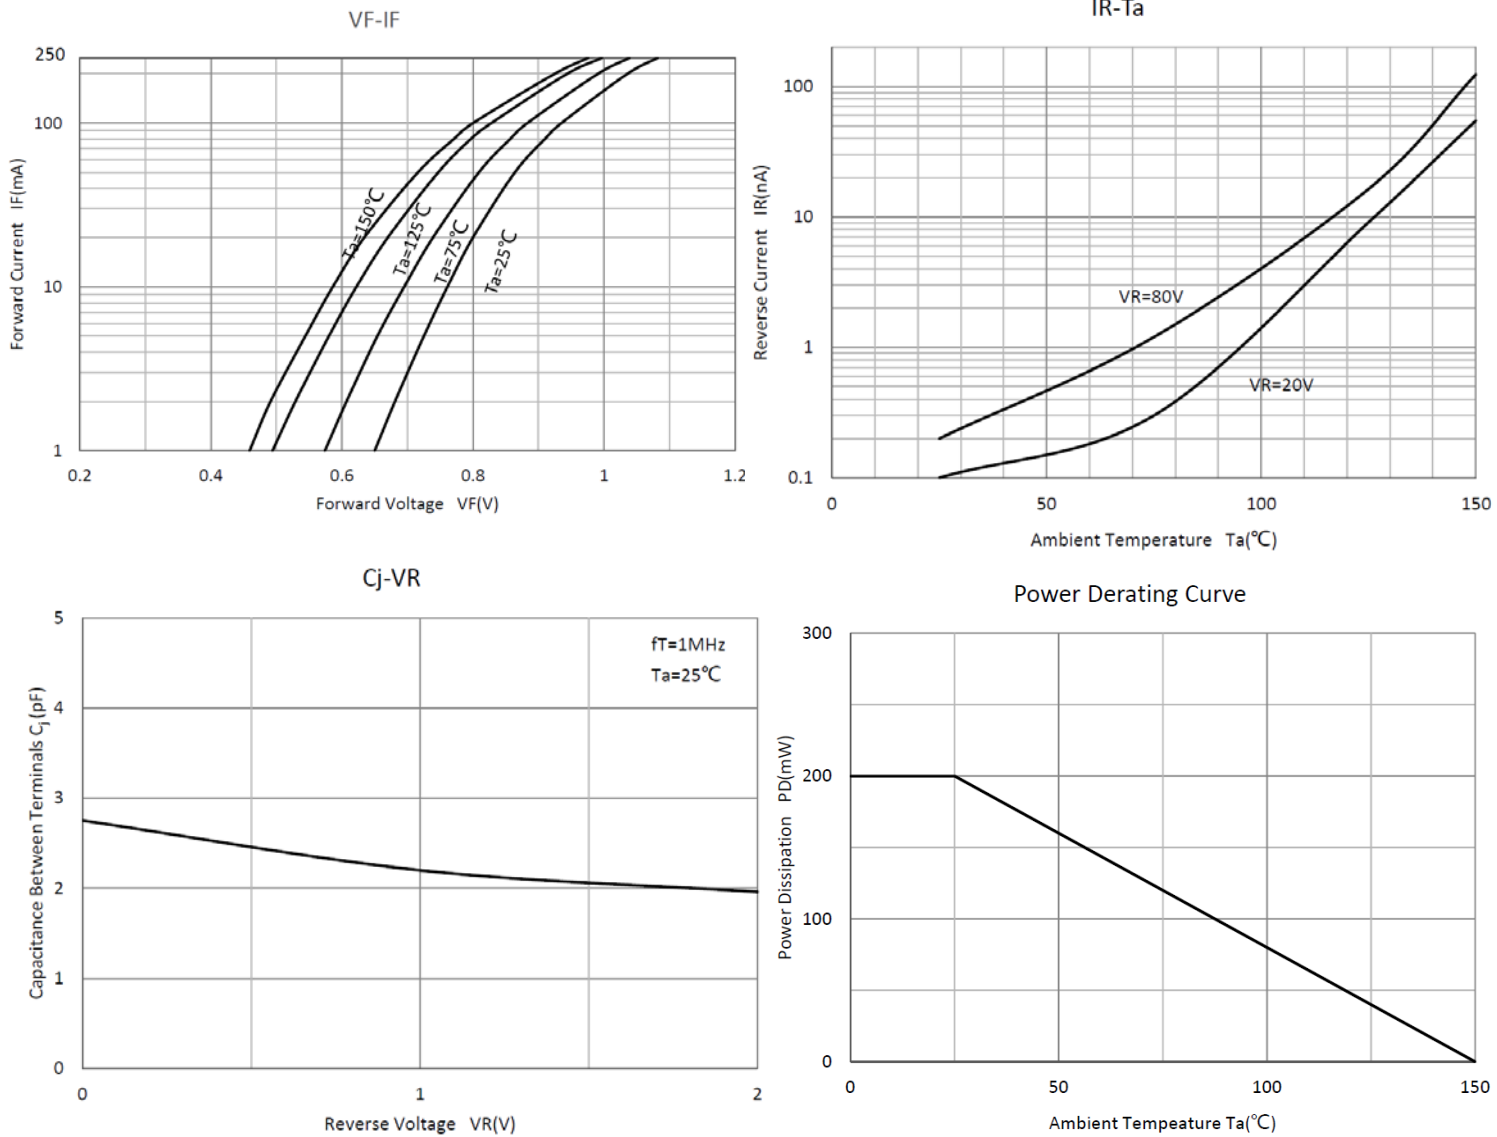 VF-IF
250
100
10
1
0.2
0.4
0.6
0.8
1
1.2
Forward Current IF(mA)
Forward Voltage VF(V)
Ta=150℃
Ta=125℃
Ta=75℃
Ta=25℃
IR-Ta
100
10
1
0.1
0
50
100
150
Reverse Current IR(nA)
Ambient Temperature Ta(℃)
VR=80V
VR=20V
Cj-VR
5
4
3
2
1
0
0
1
2
Capacitance Between Terminals Cj(pF)
Reverse Voltage VR(V)
fT=1MHz
Ta=25℃
Power Derating Curve
300
200
100
0
0
50
100
150
Power Dissipation PD(mW)
Ambient Tempeature Ta(℃)